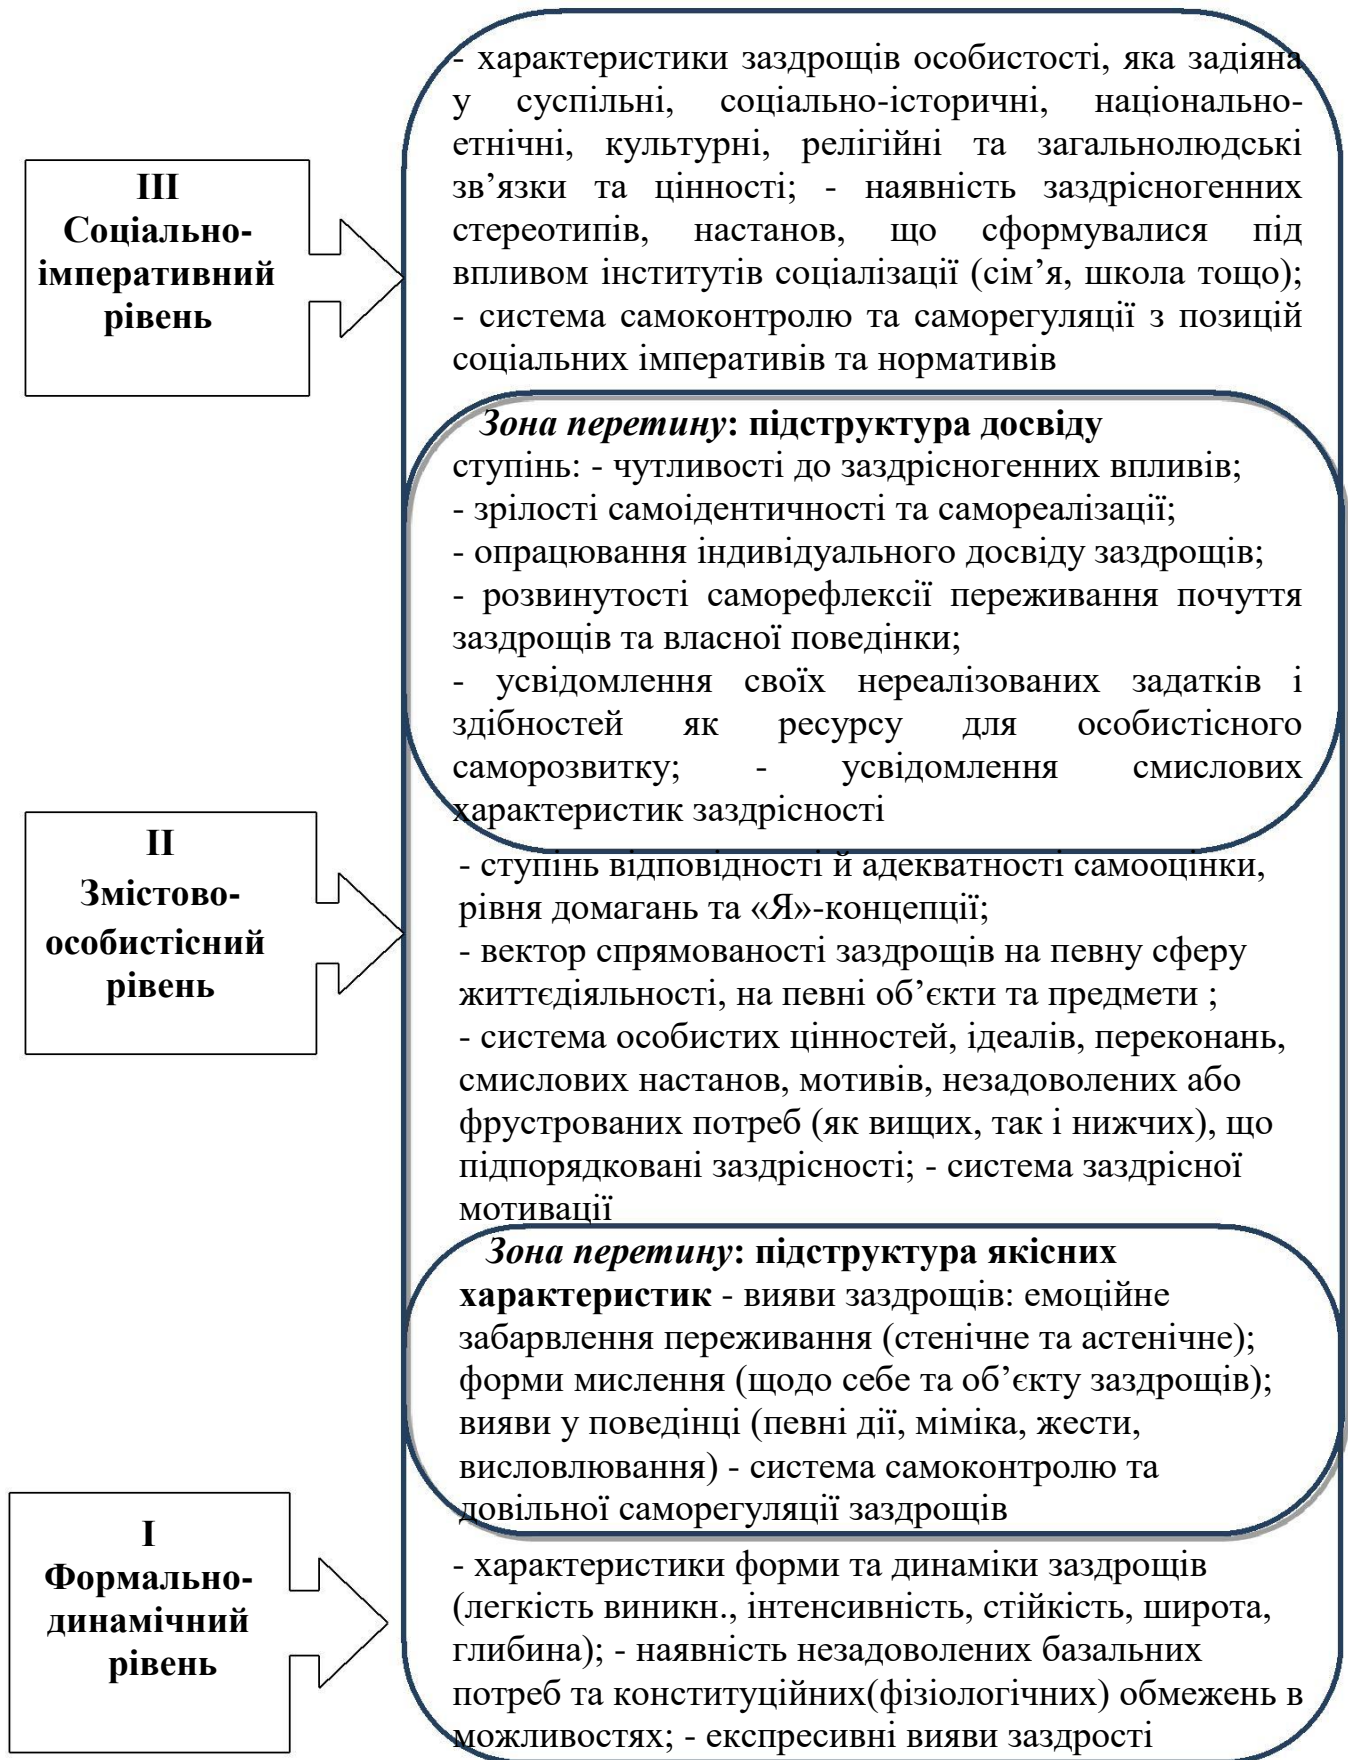 III
Соціально-
імперативний
рівень
- характеристики заздрощів особистості, яка задіяна
у суспільні, соціально-історичні, національно-
етнічні, культурні, релігійні та загальнолюдські
зв’язки та цінності; - наявність заздрісногенних
стереотипів, настанов, що сформувалися під
впливом інститутів соціалізації (сім’я, школа тощо);
- система самоконтролю та саморегуляції з позицій
соціальних імперативів та нормативів
Зона перетину: підструктура досвіду
ступінь: - чутливості до заздрісногенних впливів;
- зрілості самоідентичності та самореалізації;
- опрацювання індивідуального досвіду заздрощів;
- розвинутості саморефлексії переживання почуття
заздрощів та власної поведінки;
- усвідомлення своїх нереалізованих задатків і
здібностей як ресурсу для особистісного
саморозвитку; - усвідомлення смислових
характеристик заздрісності
II
Змістово-
особистісний
рівень
- ступінь відповідності й адекватності самооцінки,
рівня домагань та «Я»-концепції;
- вектор спрямованості заздрощів на певну сферу
життєдіяльності, на певні об’єкти та предмети ;
- система особистих цінностей, ідеалів, переконань,
смислових настанов, мотивів, незадоволених або
фрустрованих потреб (як вищих, так і нижчих), що
підпорядковані заздрісності; - система заздрісної
мотивації
Зона перетину: підструктура якісних
характеристик - вияви заздрощів: емоційне
забарвлення переживання (стенічне та астенічне);
форми мислення (щодо себе та об’єкту заздрощів);
вияви у поведінці (певні дії, міміка, жести,
висловлювання) - система самоконтролю та
довільної саморегуляції заздрощів
I
Формально-
динамічний
рівень
- характеристики форми та динаміки заздрощів
(легкість виникн., інтенсивність, стійкість, широта,
глибина); - наявність незадоволених базальних
потреб та конституційних(фізіологічних) обмежень в
можливостях; - експресивні вияви заздрості